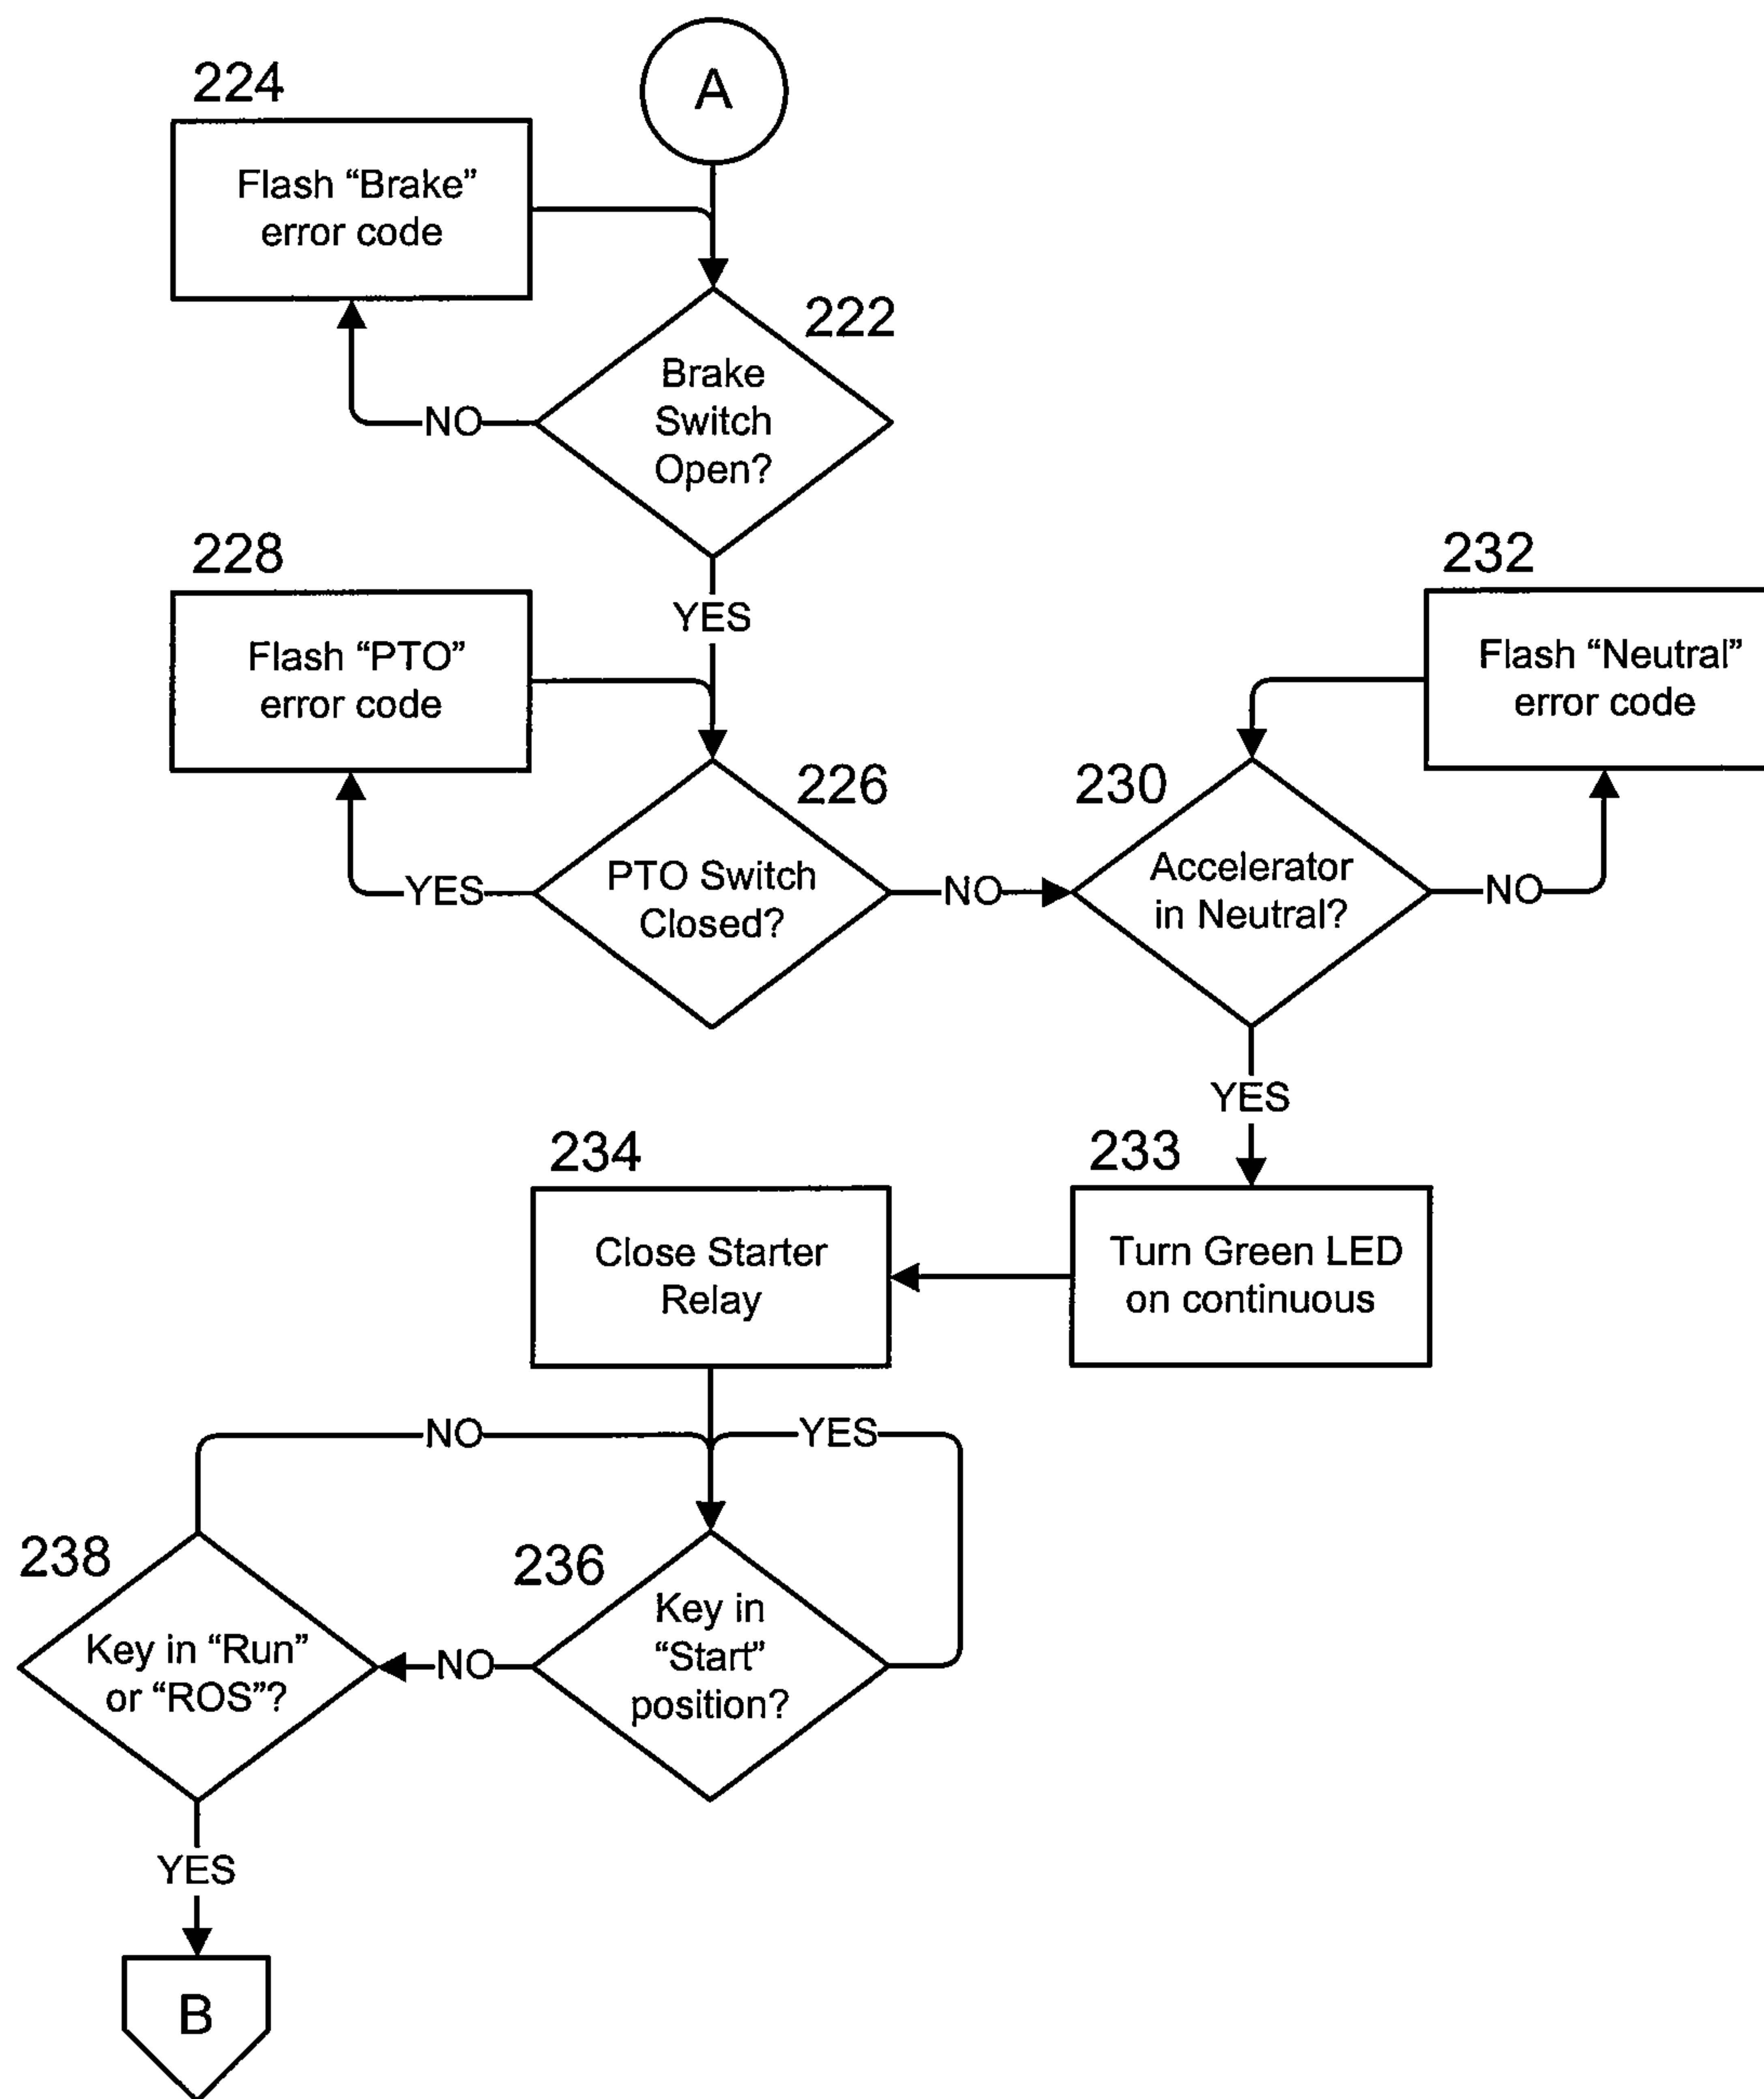 A
224
Flash “Brake”
error code
222
Brake
Switch
Open?
NO
YES
228
Flash “PTO”
error code
226
PTO Switch
Closed?
YES
NO
232
Flash “Neutral”
error code
230
Accelerator
in Neutral?
NO
YES
234
Close Starter
Relay
233
Turn Green LED
on continuous
NO
YES
238
Key in “Run”
or “ROS”?
236
Key in
“Start”
position?
NO
YES
B